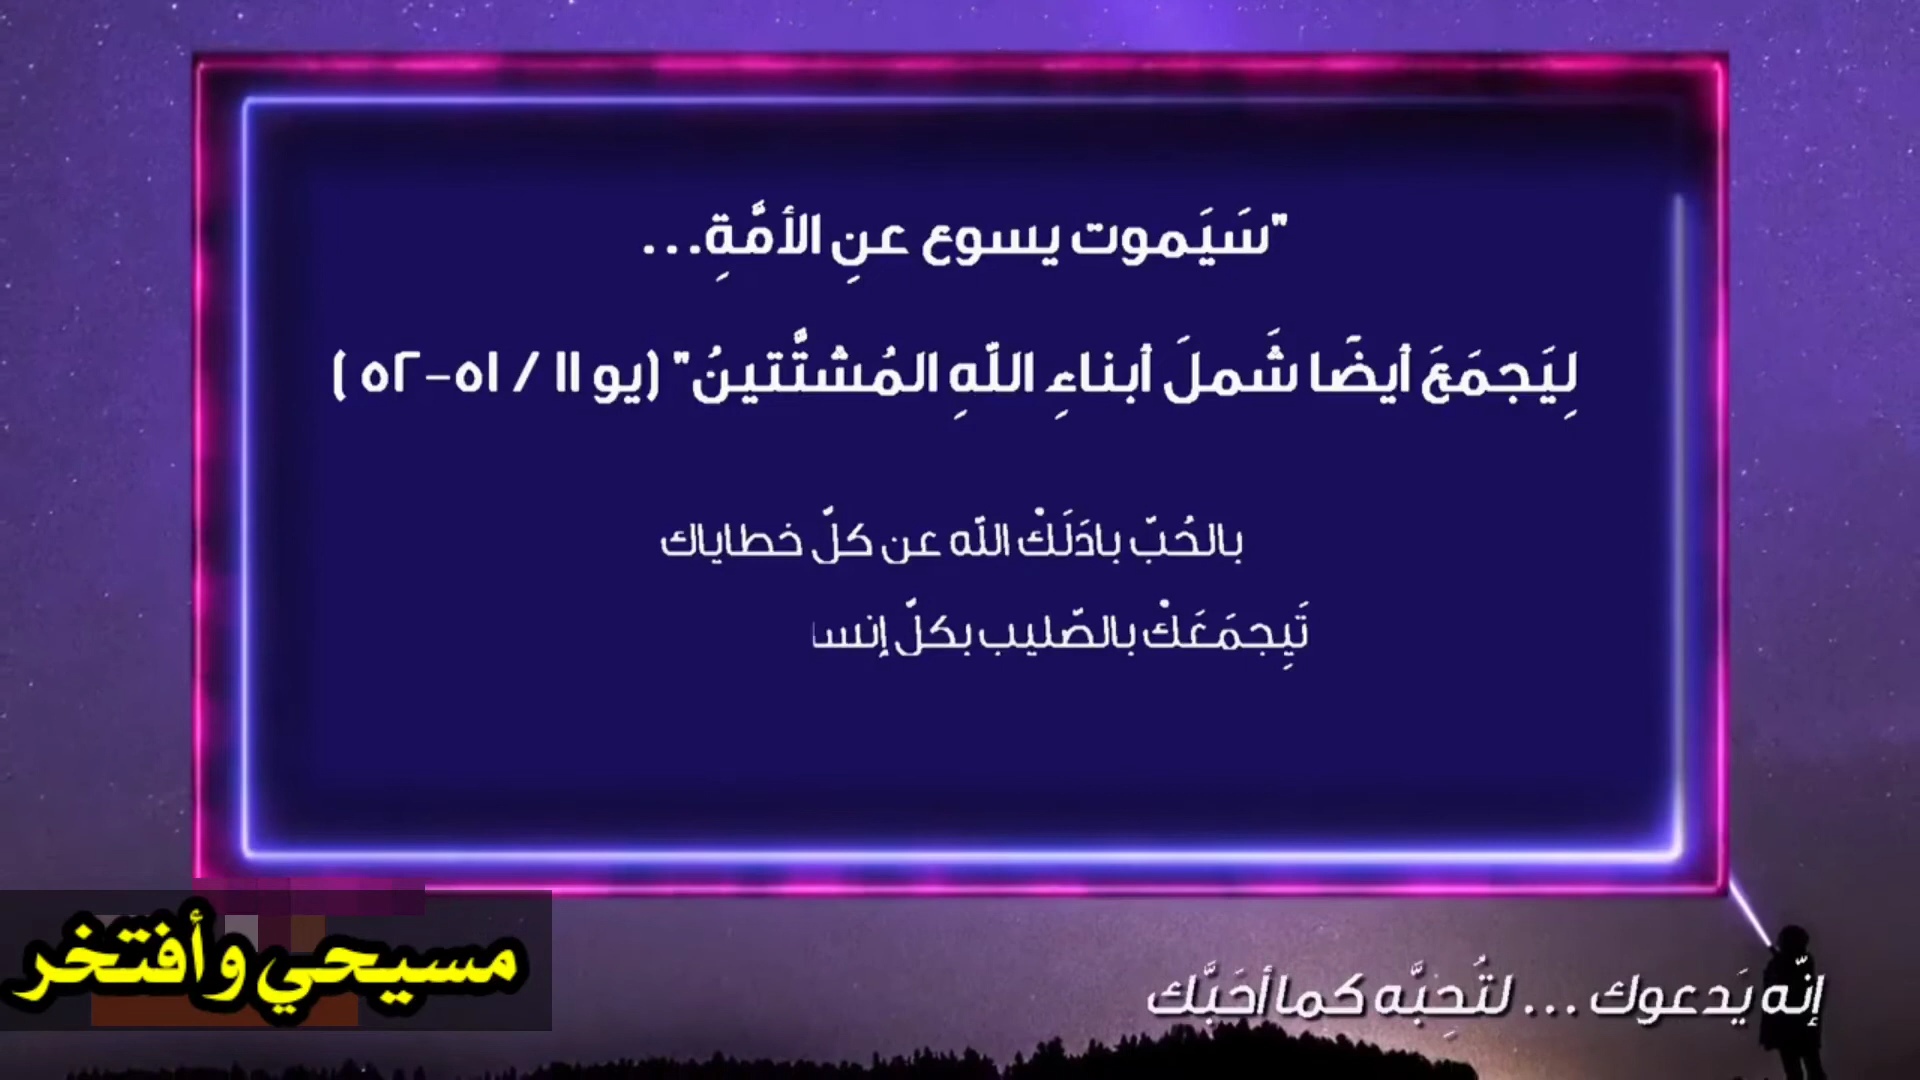 "سَيَموت يسوع عنِ الأمَّةِ...
لِيَجمَعَ أيضًا شَملَ أبناءِ اللّهِ المُشتَّتينُ" (يو ١١ / ٥١-٥٢ )
بالحُبّ بادَلَكْ اللّه عن كلّ خطاياك
تَيِجمَعَكْ بالصّليب بكلّ إنسا
مسيحي وأفتخر
إنّه يَدعوك ... لتُحِبَّه كما أحَبَّك